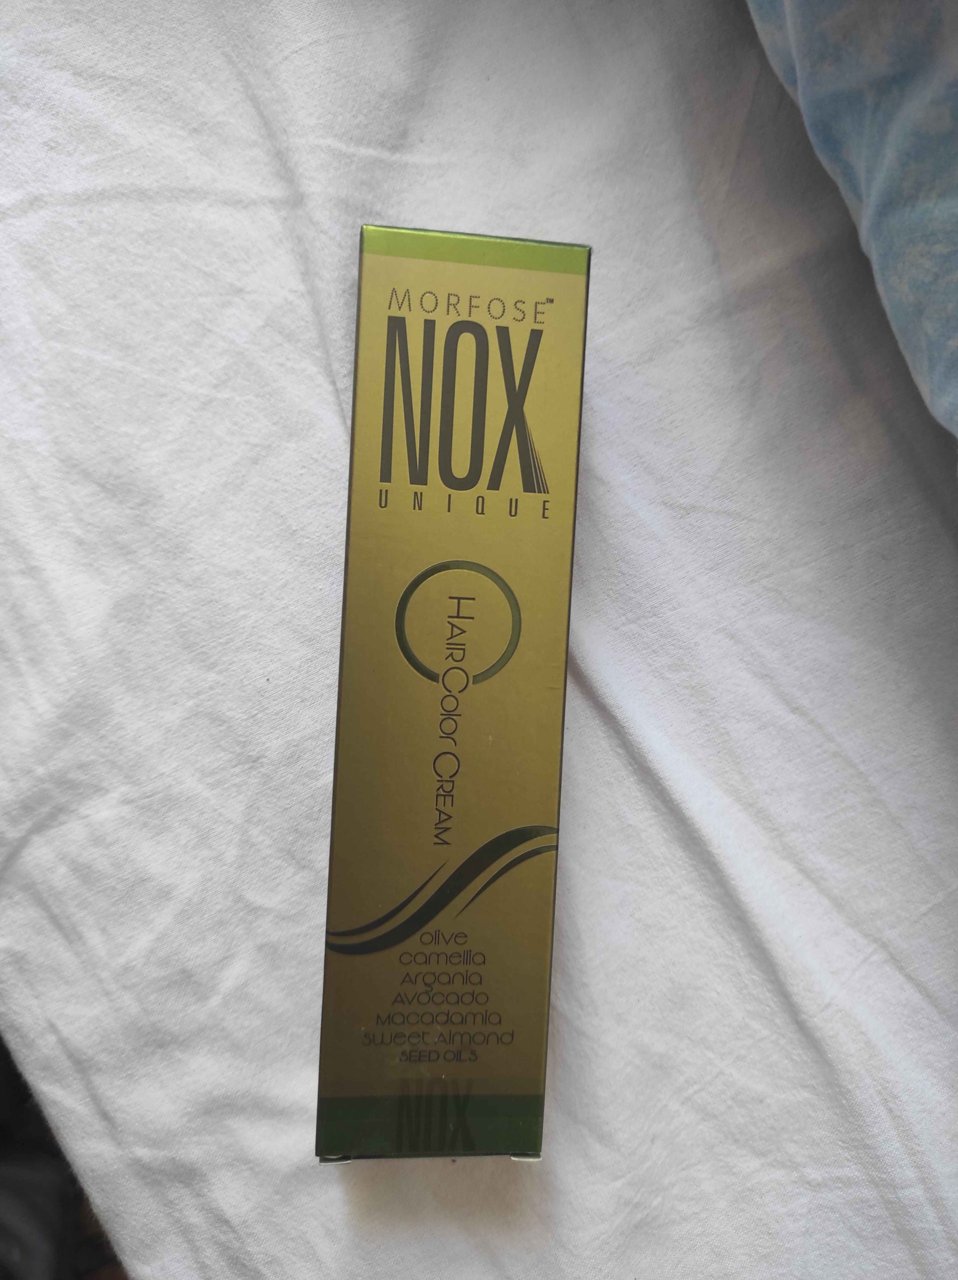 MORFOSE™
NOX
UNIQUE
HAIR COLOR CREAM
OLIVE
CAMELLIA
ARGANIA
AVOCADO
MACADAMIA
SWEET ALMOND
SEED OILS
NOX